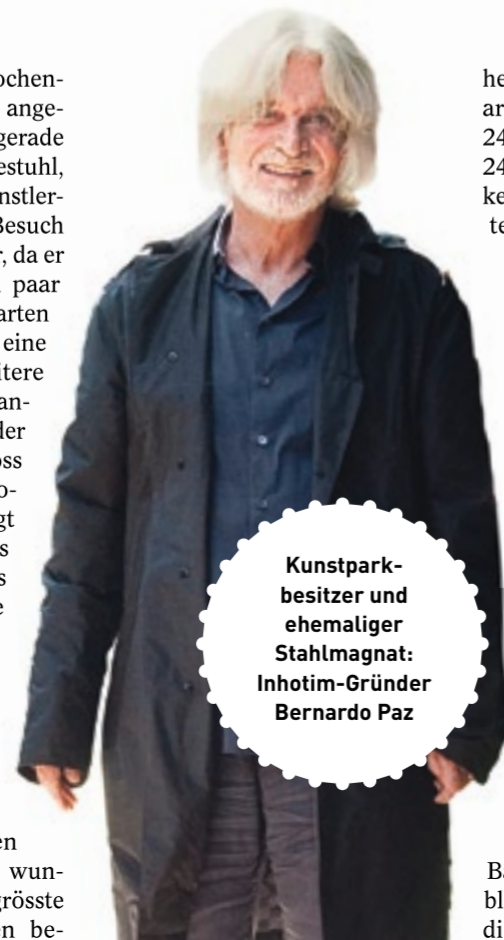 ochen-
ange-
gerade
estuhl,
nstler-
Besuch
, da er
paar
arten
eine
itere
an-
der
oss
o-
gt
s
s
e
en
wun-
grösste
en be-
Kunstpark-
besitzer und
ehemaliger
Stahlmagnat:
Inhotim-Gründer
Bernardo Paz
he
ar
24
24
ke
te
Ba
bl
di